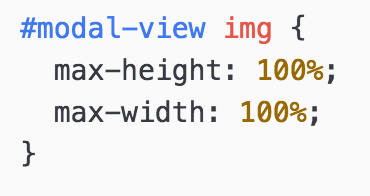 #modal-view img {
  max-height: 100%;
  max-width: 100%;
}